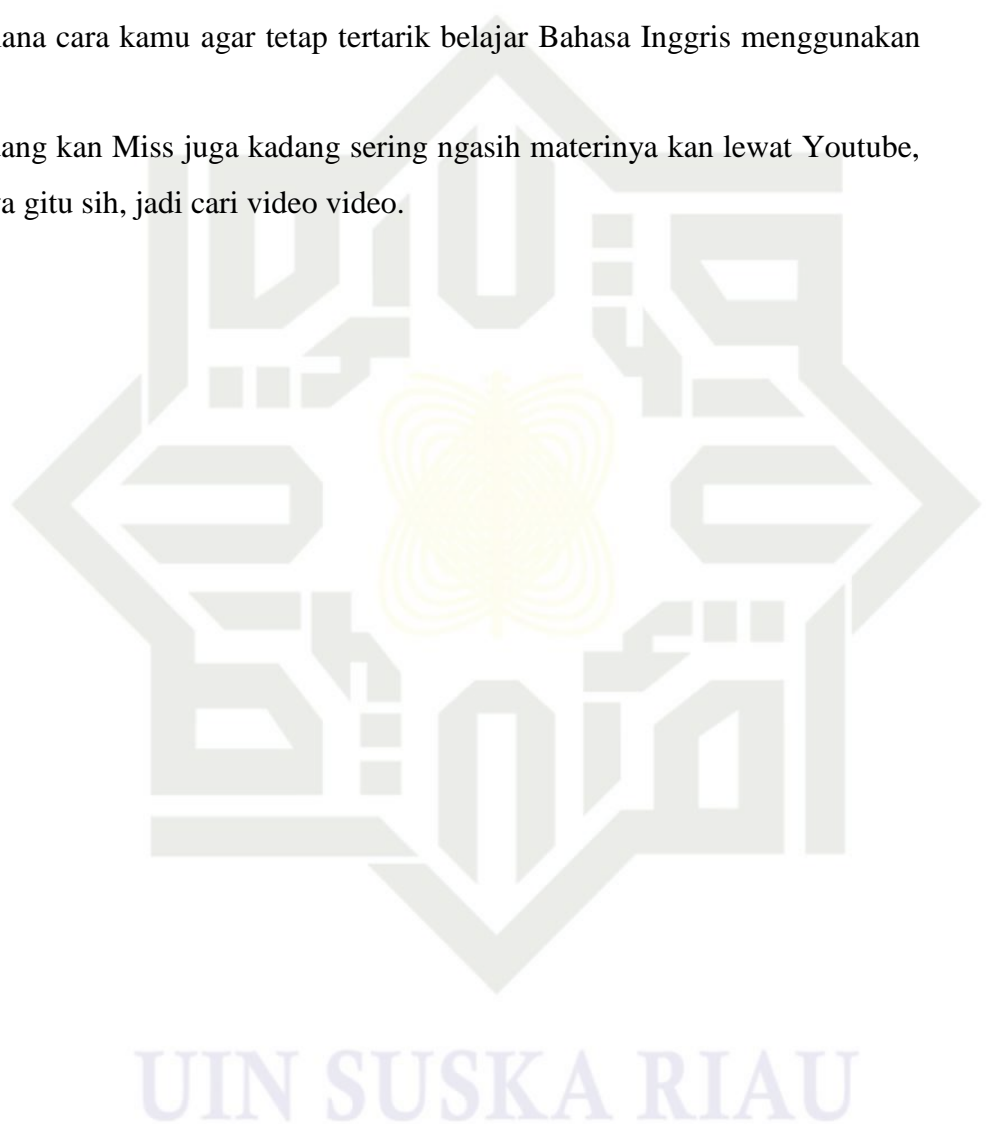 ana cara kamu agar tetap tertarik belajar Bahasa Inggris menggunakan
ang kan Miss juga kadang sering ngasih materinya kan lewat Youtube,
a gitu sih, jadi cari video video.
UIN SUSKA RIAU